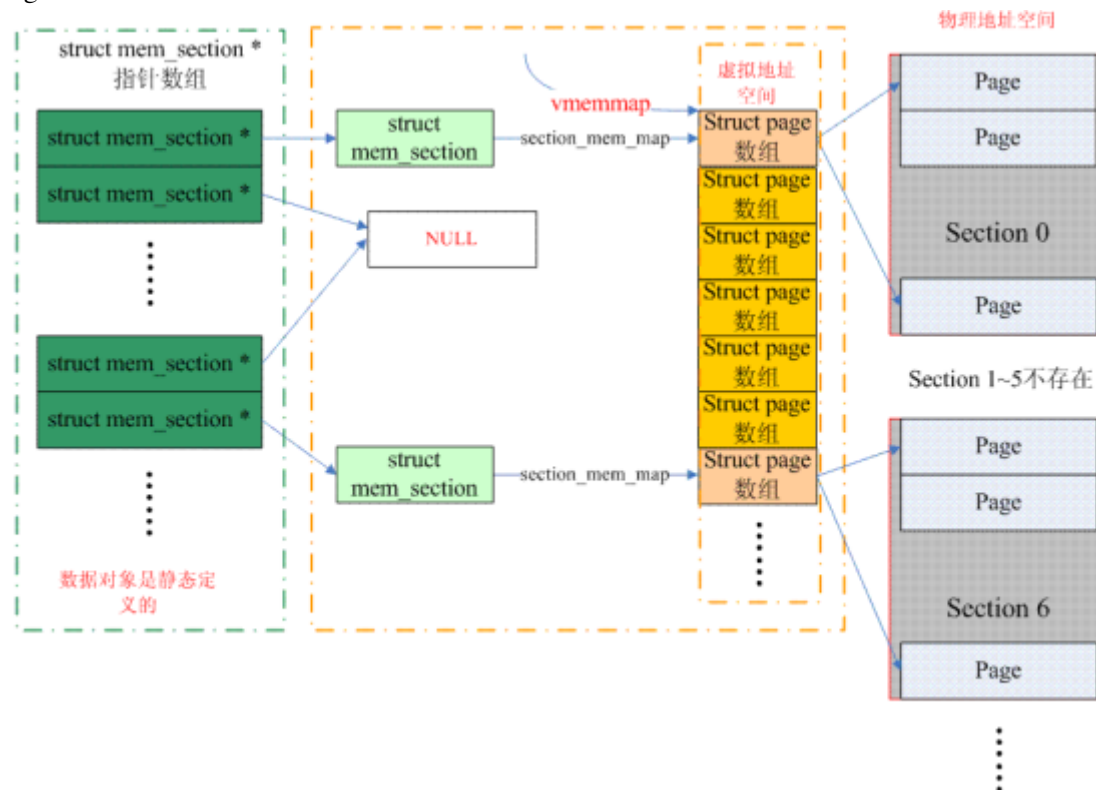 struct mem_section *
指针数组
struct mem_section *
struct mem_section *
struct mem_section *
struct mem_section *
数据对象是静态定
义的
struct
mem_section
NULL
struct
mem_section
section_mem_map
section_mem_map
vmemmap
虚拟地址
空间
Struct page
数组
Struct page
数组
Struct page
数组
Struct page
数组
Struct page
数组
Struct page
数组
Struct page
数组
物理地址空间
Page
Page
Section 0
Page
Section 1~5不存在
Page
Page
Section 6
Page